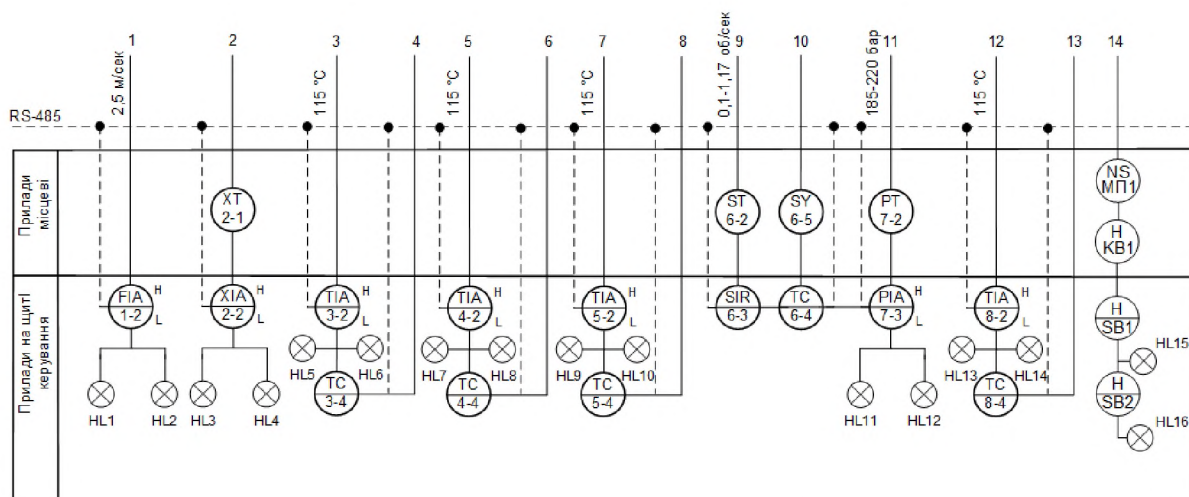 1 2 3 4 5 6 7 8 9 10 11 12 13 14
2,5 м/сек
115 °C
115 °C
115 °C
0,1-1,17 об/сек
185-220 бар
115 °C
RS-485
Прилади
місцеві
XT
2-1
ST
6-2
SY
6-5
PT
7-2
NS
МП1
H
KB1
Прилади на щиті
керування
FIA
1-2
H
L
XIA
2-2
H
L
TIA
3-2
H
L
TIA
4-2
H
L
TIA
5-2
H
L
SIR
6-3
TC
6-4
PIA
7-3
H
L
TIA
8-2
H
L
H
SB1
HL15
HL1
HL2
HL3
HL4
HL5
HL6
TC
3-4
HL7
HL8
TC
4-4
HL9
HL10
TC
5-4
HL11
HL12
HL13
HL14
TC
8-4
H
SB2
HL16